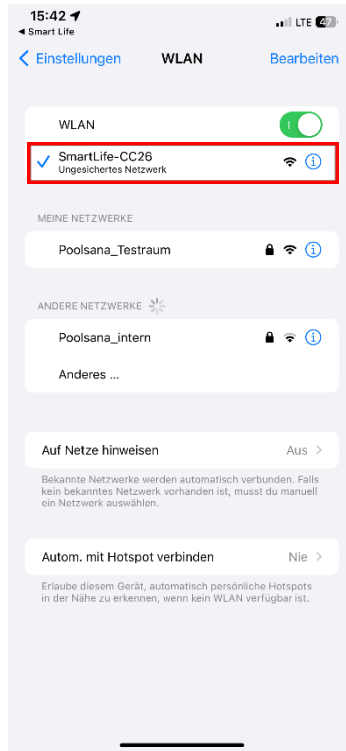 15:42
LTE 47
Smart Life
Einstellungen WLAN Bearbeiten
WLAN
SmartLife-CC26
Ungesichertes Netzwerk
MEINE NETZWERKE
Poolsana_Testraum
ANDERE NETZWERKE
Poolsana_intern
Anderes ...
Auf Netze hinweisen Aus
Bekannte Netzwerke werden automatisch verbunden. Falls
kein bekanntes Netzwerk vorhanden ist, musst du manuell
ein Netzwerk auswählen.
Autom. mit Hotspot verbinden Nie
Erlaube diesem Gerät, automatisch persönliche Hotspots
in der Nähe zu erkennen, wenn kein WLAN verfügbar ist.